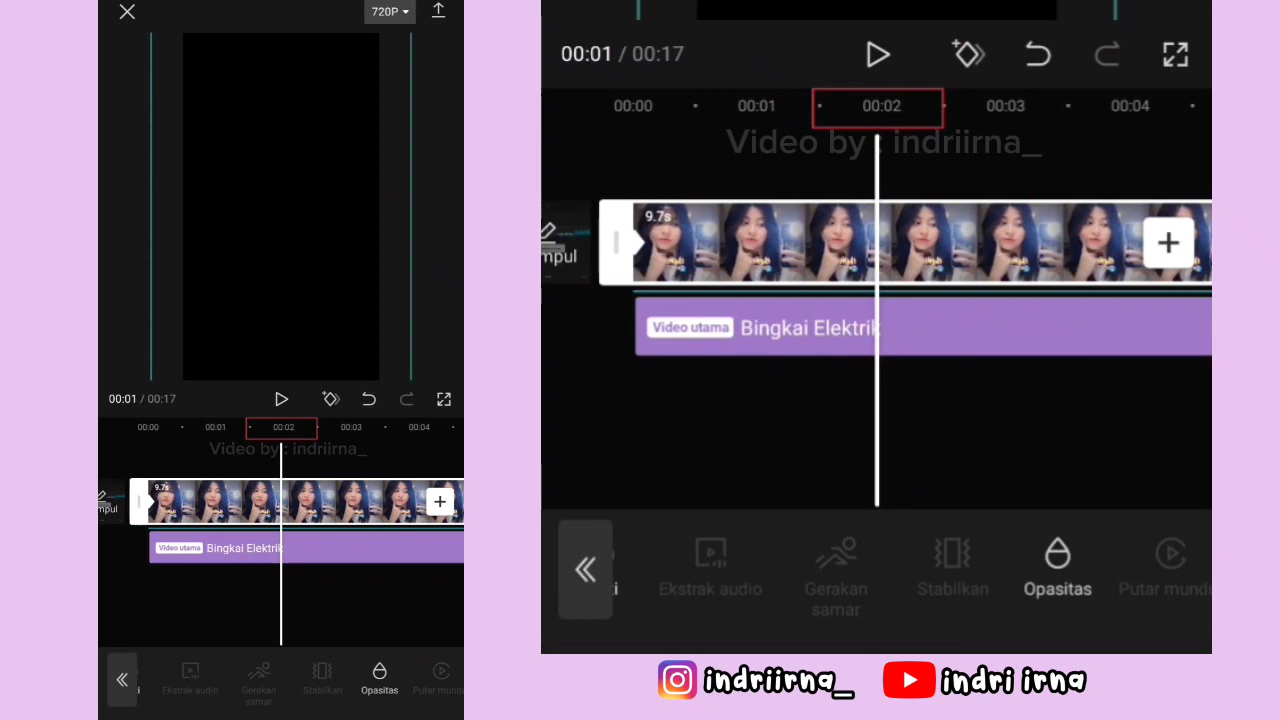 720P
00:01 / 00:17
00:00 00:01 00:02 00:03 00:04
Video by : indriirna_
mpul
9.7s
Video utama Bingkai Elektrik
Ekstrak audio
Gerakan samar
Stabilkan
Opasitas
Putar mundu
00:01 / 00:17
00:00 00:01 00:02 00:03 00:04
Video by : indriirna_
mpul
9.7s
Video utama Bingkai Elektrik
ti
Ekstrak audio
Gerakan
samar
Stabilkan
Opasitas
Putar mundu
indriirna_
indri irna